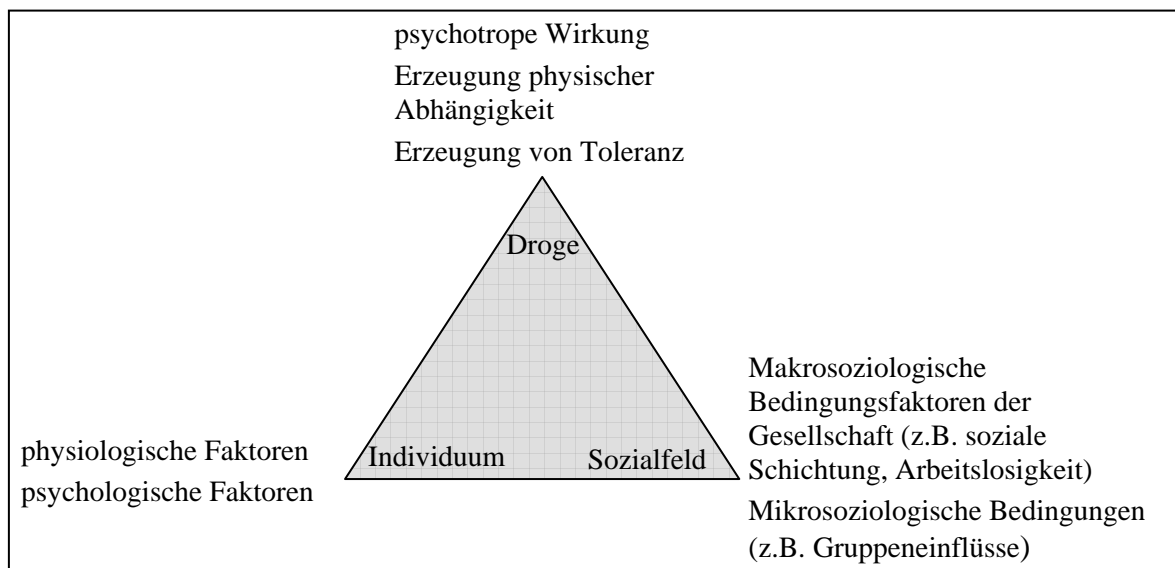 psychotrope Wirkung
Erzeugung physischer
Abhängigkeit
Erzeugung von Toleranz
Droge
Makrosoziologische
Bedingungsfaktoren der
Gesellschaft (z.B. soziale
Schichtung, Arbeitslosigkeit)
Mikrosoziologische Bedingungen
(z.B. Gruppeneinflüsse)
physiologische Faktoren
psychologische Faktoren
Individuum
Sozialfeld